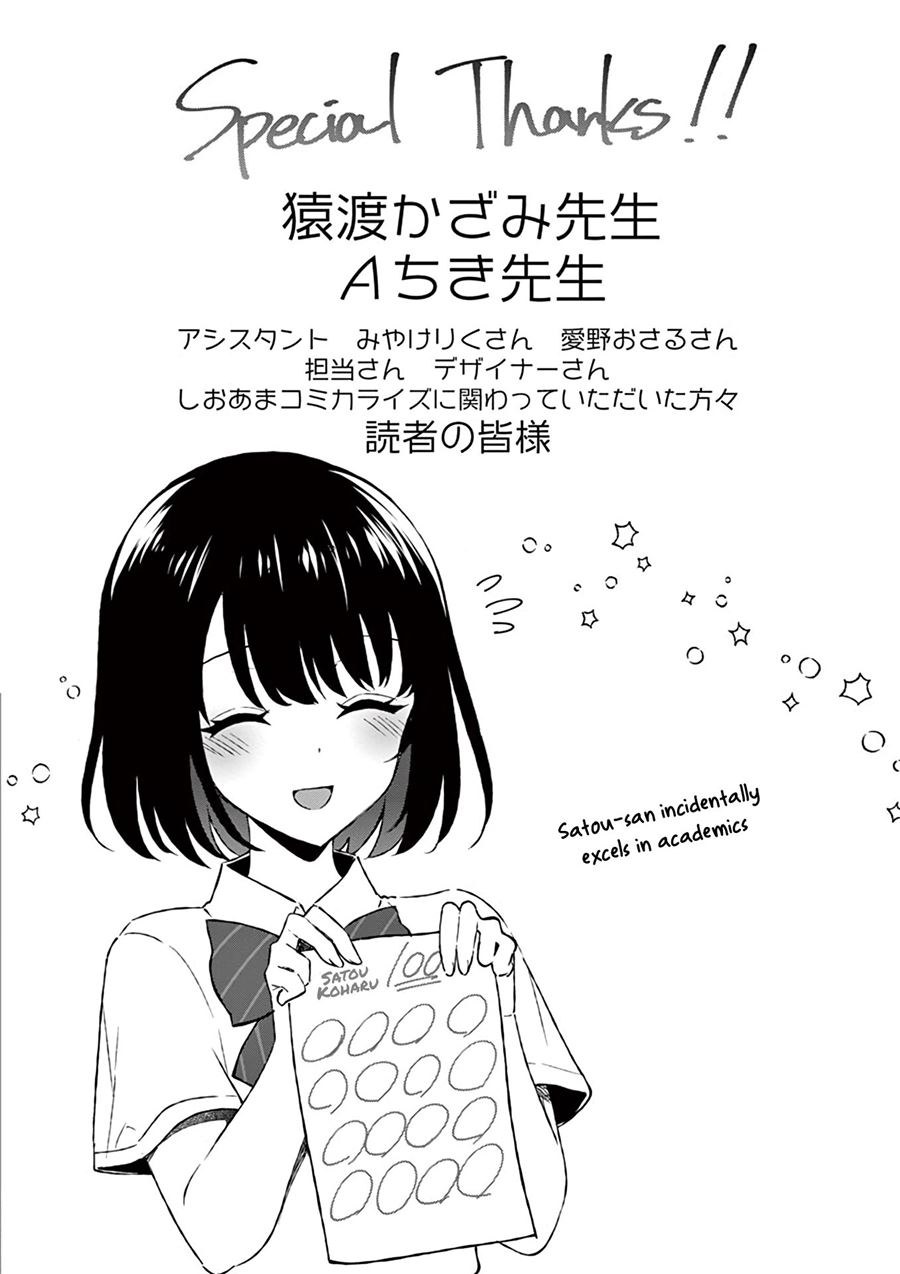 Special Thanks!!
猿渡かざみ先生
Aちき先生
アシスタント　みやけりくさん　愛野おさるさん
担当さん　デザイナーさん
しおあまコミカライズに関わっていただいた方々
読者の皆様
Satou-san incidentally
excels in academics
SATOU
KOHARU
100